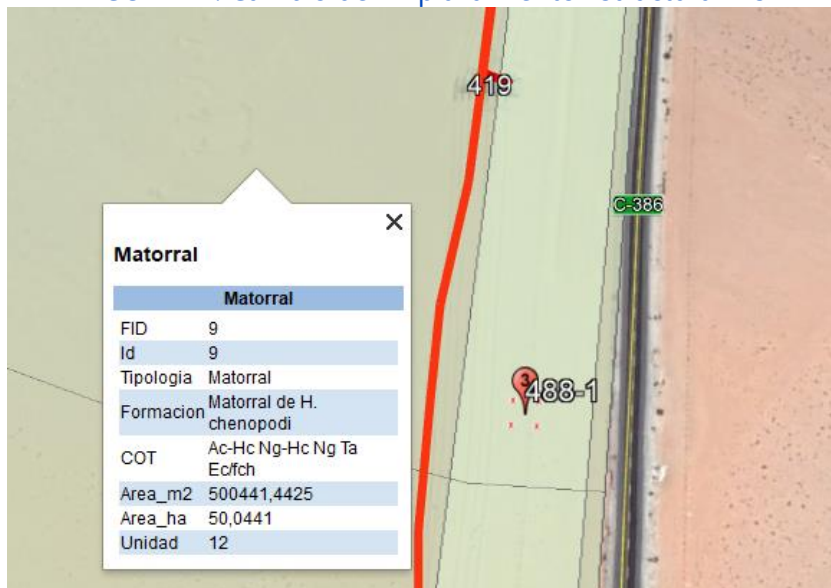 419
C-386
Matorral
Matorral
FID 9
Id 9
Tipologia Matorral
Formacion Matorral de H.
chenopodi
COT Ac-Hc Ng-Hc Ng Ta
Ec/fch
Area_m2 500441,4425
Area_ha 50,0441
Unidad 12
3
488-1